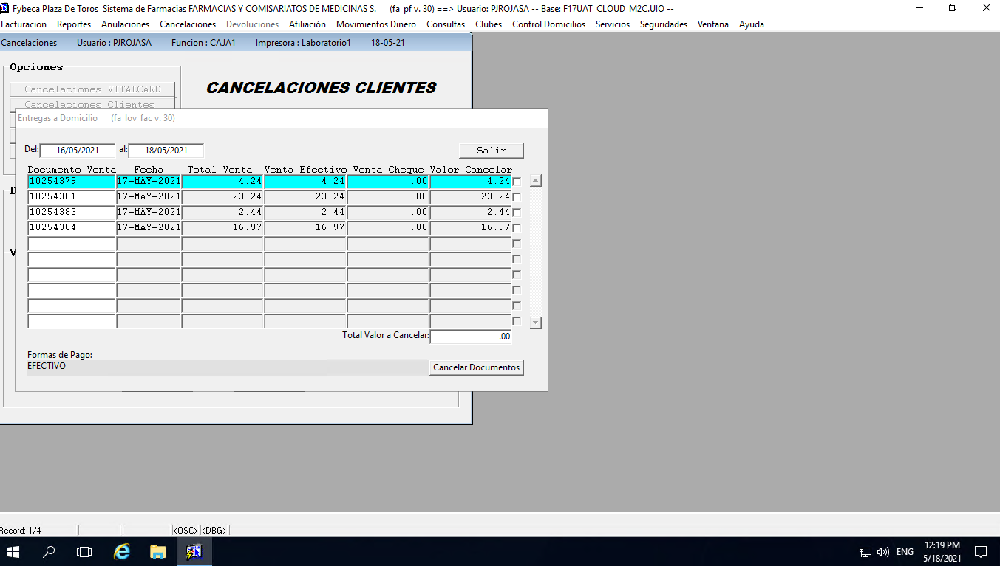 Fybeca Plaza De Toros  Sistema de Farmacias FARMACIAS Y COMISARIATOS DE MEDICINAS S.     (fa_pf v. 30) ==> Usuario: PJROJASA -- Base: F17UAT_CLOUD_M2C.UIO --
Facturacion Reportes Anulaciones Cancelaciones Devoluciones Afiliación Movimientos Dinero Consultas Clubes Control Domicilios Servicios Seguridades Ventana Ayuda
Cancelaciones Usuario : PJROJASA Funcion : CAJA1 Impresora : Laboratorio1 18-05-21
Opciones
CANCELACIONES CLIENTES
Cancelaciones VITALCARD
Cancelaciones Clientes
Entregas a Domicilio (fa_lov_fac v. 30)
Del: 16/05/2021 al: 18/05/2021 Salir
Documento Venta Fecha Total Venta Venta Efectivo Venta Cheque Valor Cancelar
10254379 17-MAY-2021 4.24 4.24 .00 4.24
10254381 17-MAY-2021 23.24 23.24 .00 23.24
10254383 17-MAY-2021 2.44 2.44 .00 2.44
10254384 17-MAY-2021 16.97 16.97 .00 16.97
Total Valor a Cancelar: .00
Formas de Pago:
EFECTIVO Cancelar Documentos
Record: 1/4 <OSC> <DBG>
ENG 12:19 PM
5/18/2021